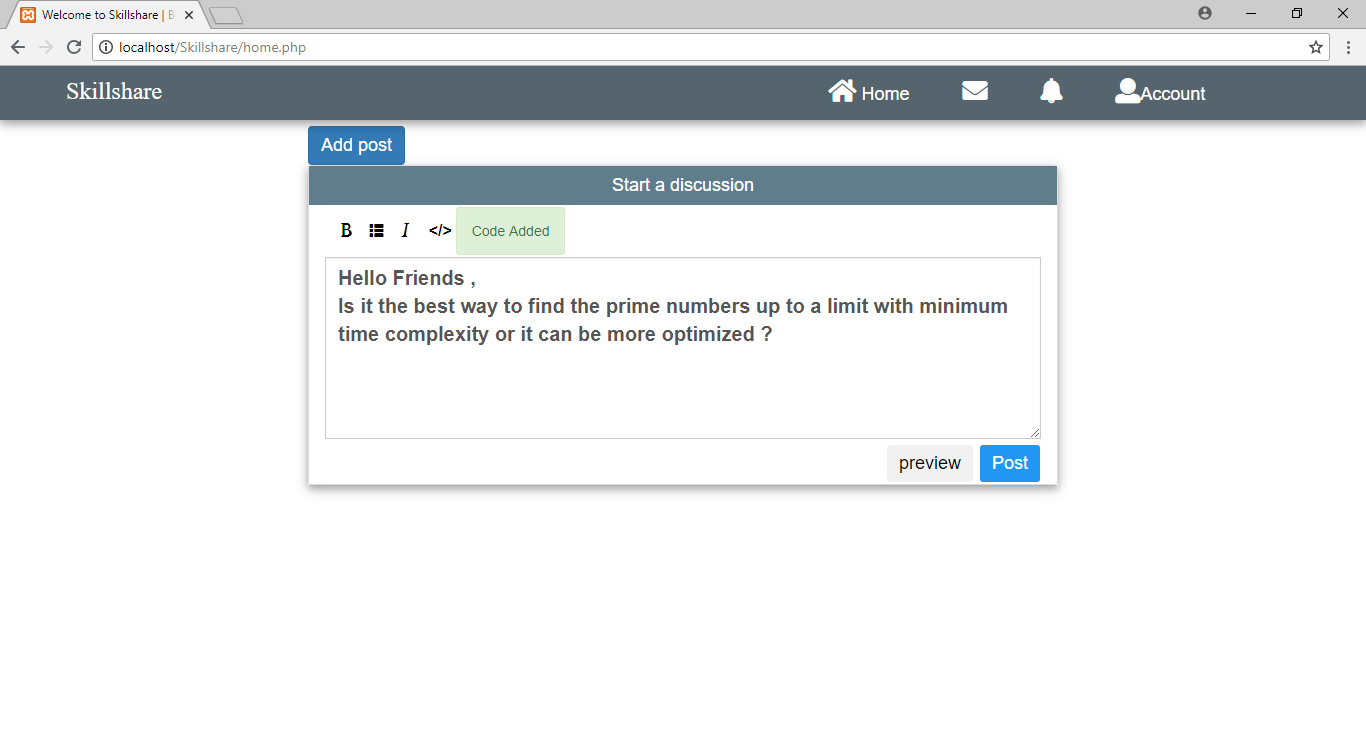 Welcome to Skillshare | B
localhost/Skillshare/home.php
Skillshare
Home
Account
Add post
Start a discussion
B I </> Code Added
Hello Friends ,
Is it the best way to find the prime numbers up to a limit with minimum
time complexity or it can be more optimized ?
preview Post